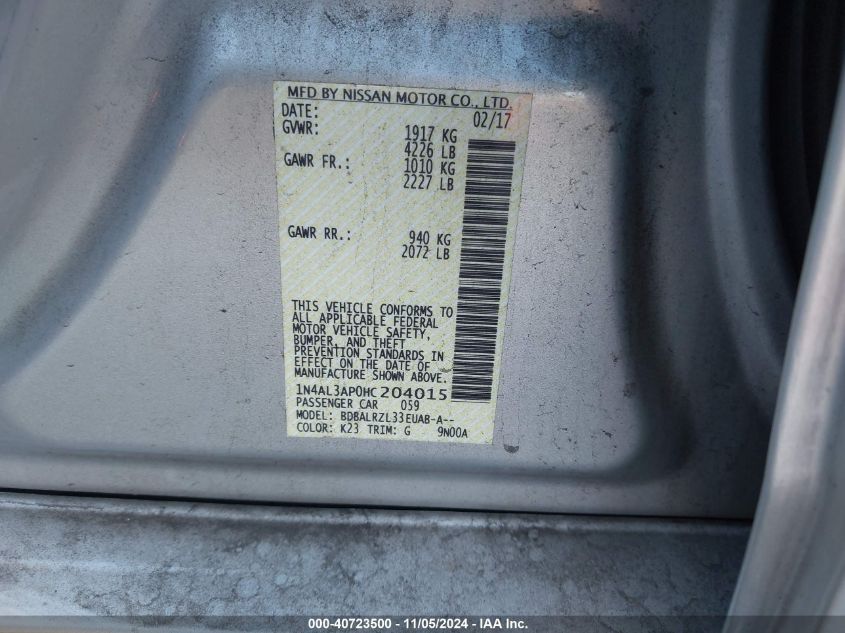 MFD BY NISSAN MOTOR CO., LTD.
DATE: 02/17
GVWR: 1917 KG
4226 LB
GAWR FR.: 1010 KG
2227 LB
GAWR RR.: 940 KG
2072 LB
THIS VEHICLE CONFORMS TO
ALL APPLICABLE FEDERAL
MOTOR VEHICLE SAFETY,
BUMPER, AND THEFT
PREVENTION STANDARDS IN
EFFECT ON THE DATE OF
MANUFACTURE SHOWN ABOVE.
1N4AL3AP0HC204015
PASSENGER CAR 059
MODEL: BDBALRZL33EUAB-A--
COLOR: K23 TRIM: G 9N00A
000-40723500 - 11/05/2024 - IAA Inc.